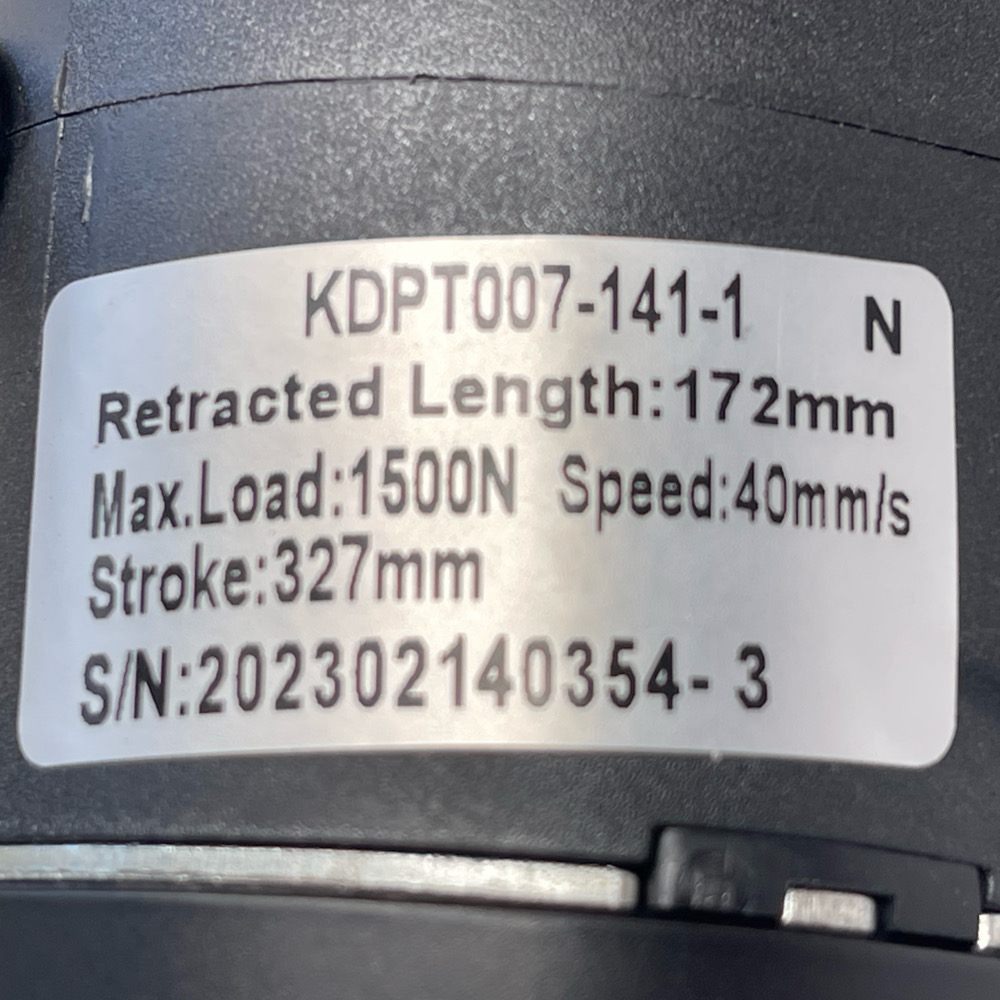 KDPT007-141-1 N
Retracted Length:172mm
Max.Load:1500N Speed:40mm/s
Stroke:327mm
S/N:202302140354- 3